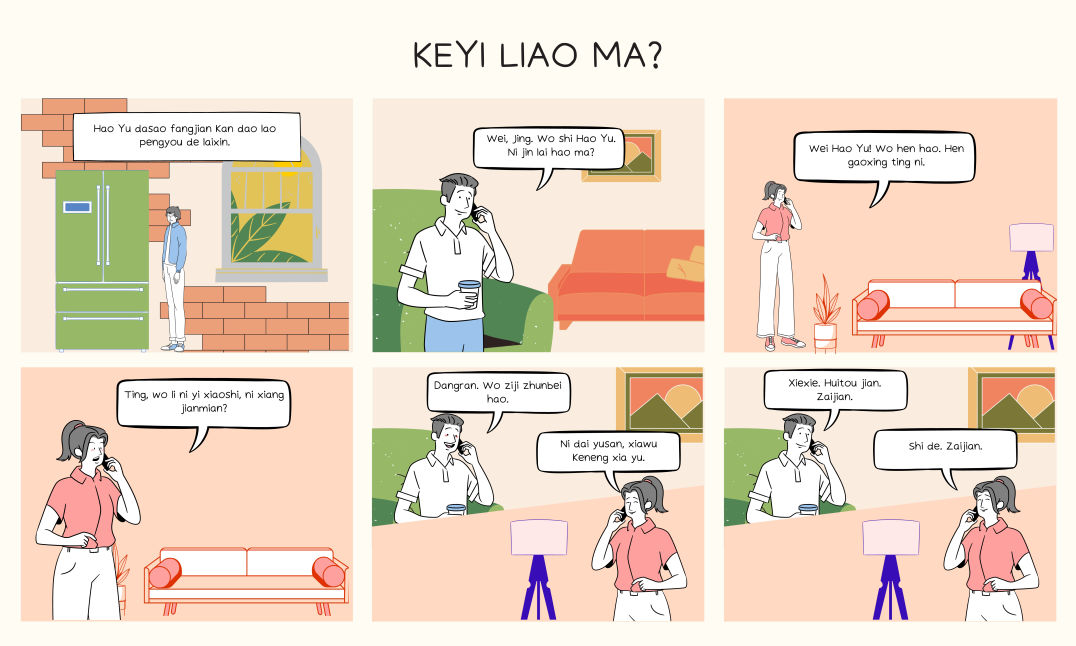 KEYI LIAO MA?
Hao Yu dasao fangjian Kan dao lao
pengyou de laixin.
Wei, Jing. Wo shi Hao Yu.
Ni jin lai hao ma?
Wei Hao Yu! Wo hen hao. Hen
gaoxing ting ni.
Ting, wo li ni yi xiaoshi, ni xiang
jianmian?
Dangran. Wo ziji zhunbei
hao.
Ni dai yusan, xiawu
Keneng xia yu.
Xiexie. Huitou jian.
Zaijian.
Shi de. Zaijian.